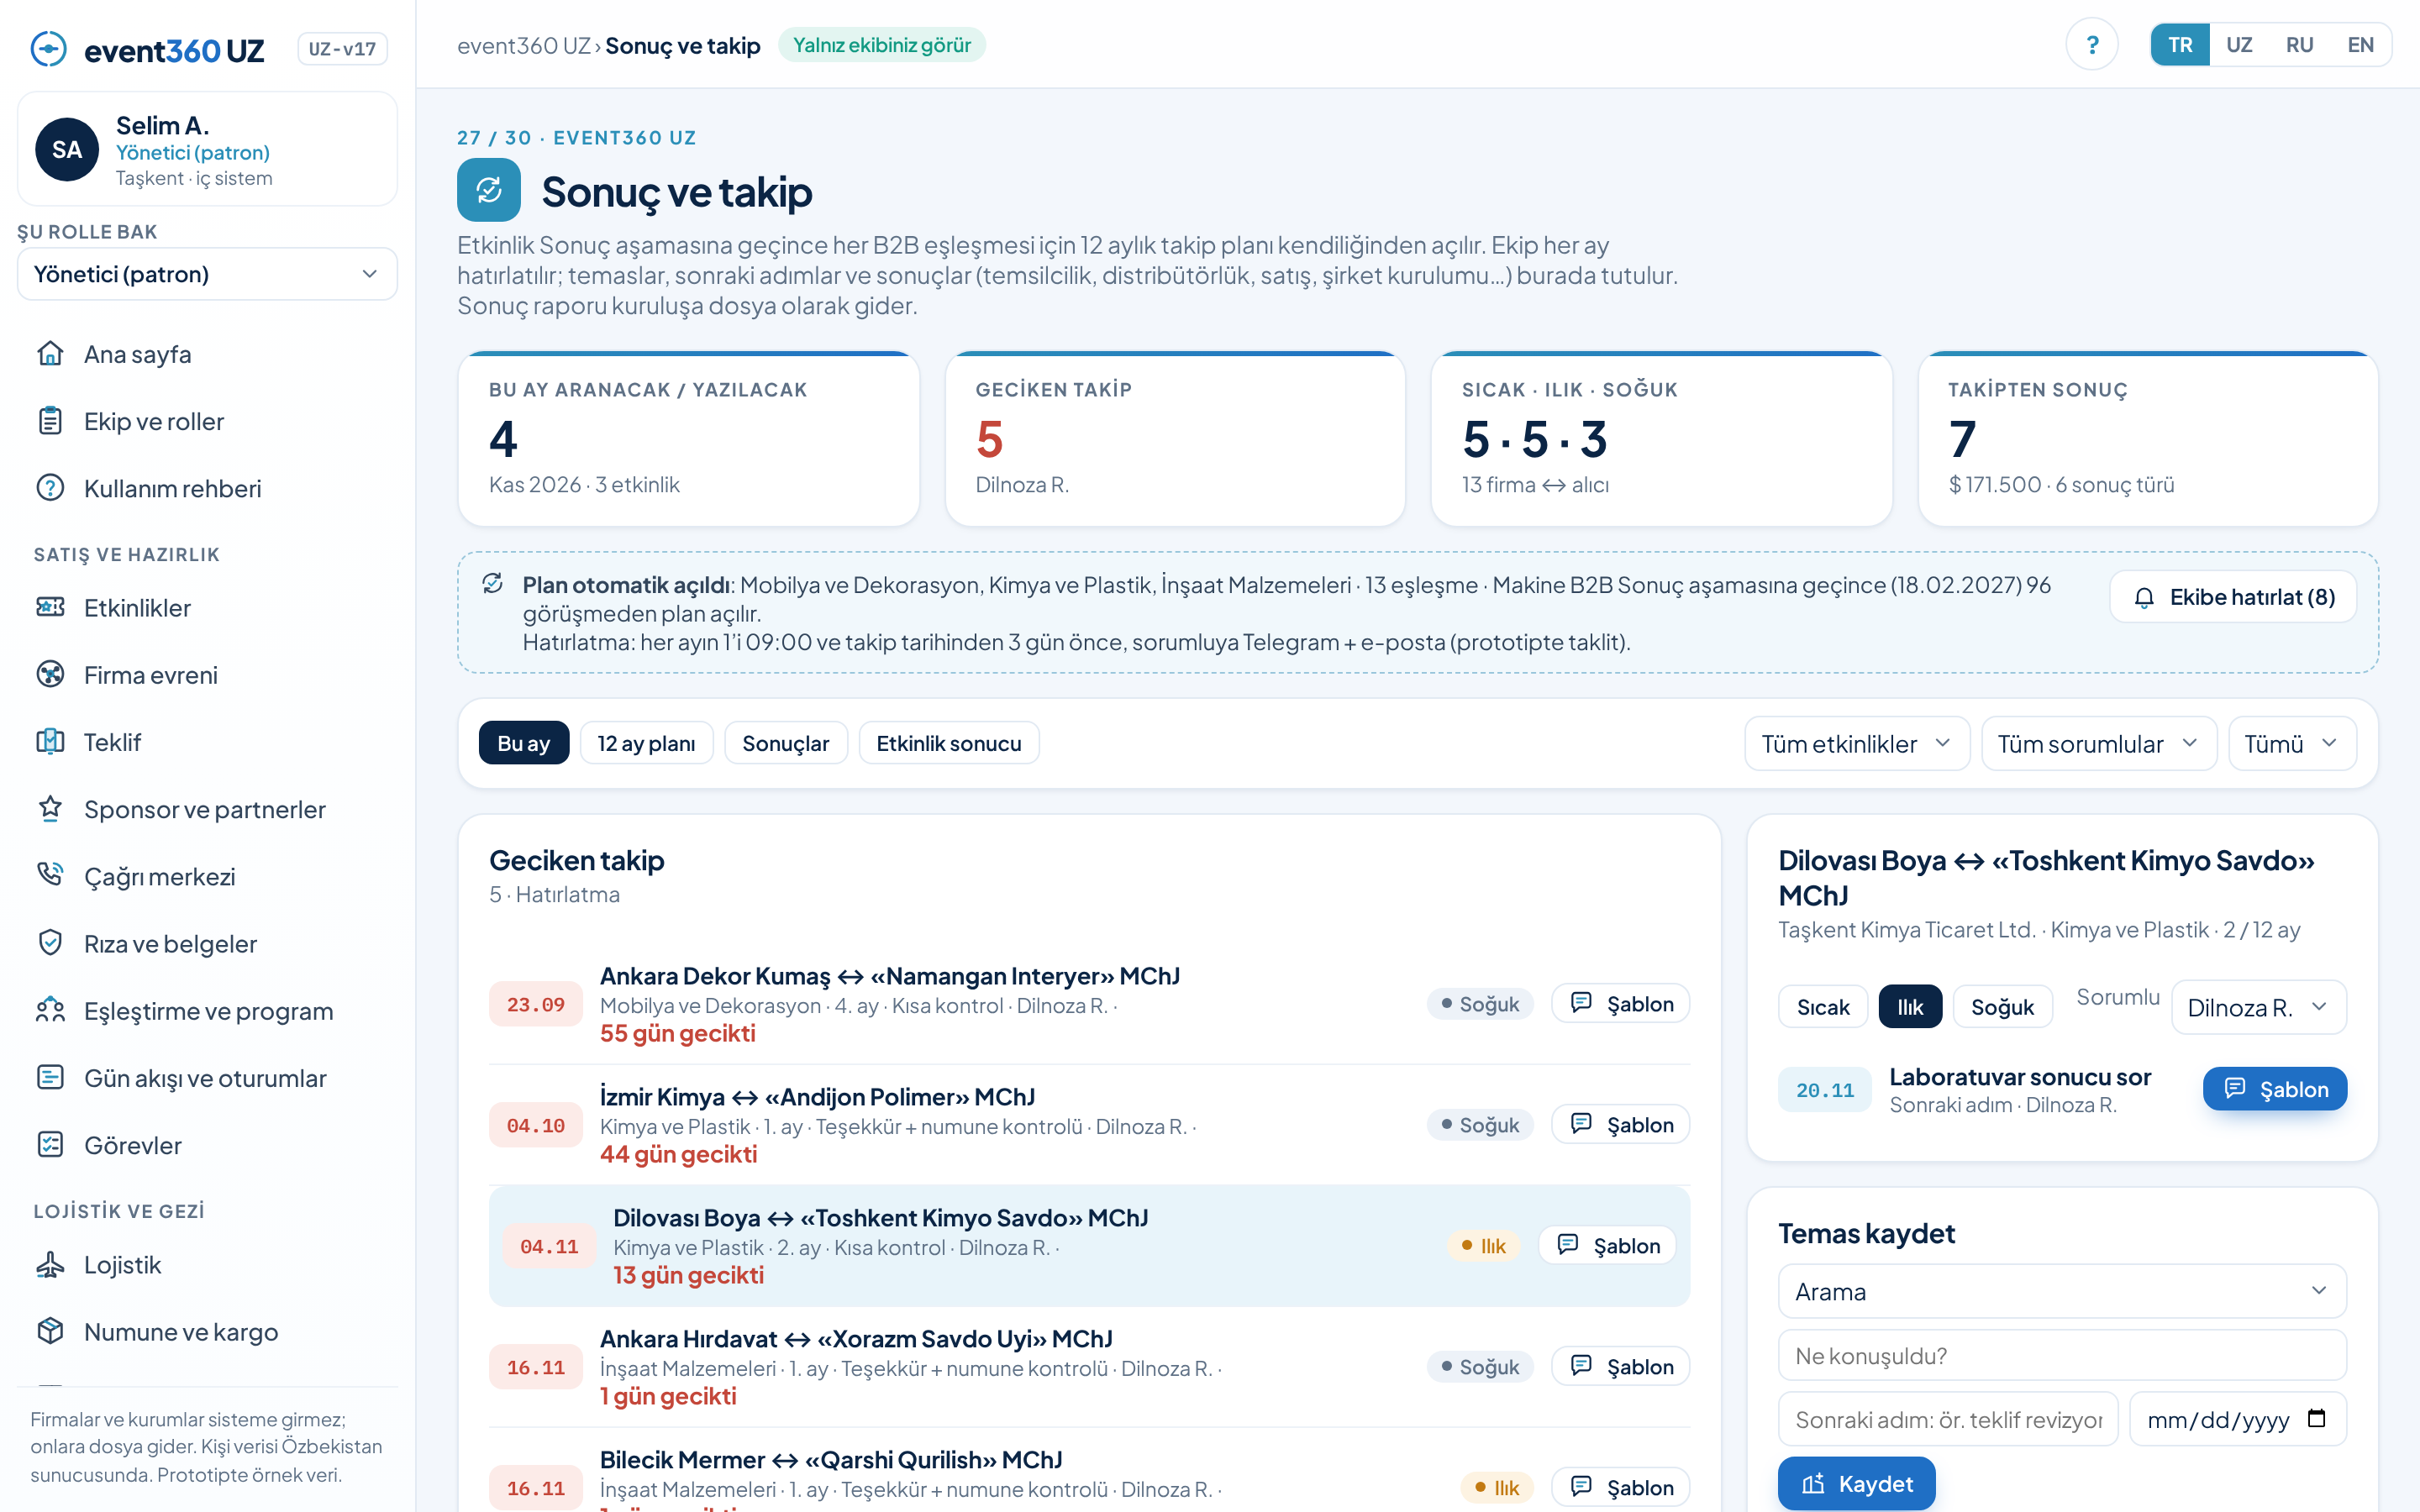 event360 UZ
UZ-v17
SA
Selim A.
Yönetici (patron)
Taşkent · iç sistem
ŞU ROLLE BAK
Yönetici (patron)
Ana sayfa
Ekip ve roller
Kullanım rehberi
SATIŞ VE HAZIRLIK
Etkinlikler
Firma evreni
Teklif
Sponsor ve partnerler
Çağrı merkezi
Rıza ve belgeler
Eşleştirme ve program
Gün akışı ve oturumlar
Görevler
LOJİSTİK VE GEZİ
Lojistik
Numune ve kargo
Firmalar ve kurumlar sisteme girmez;
onlara dosya gider. Kişi verisi Özbekistan
sunucusunda. Prototipte örnek veri.
event360 UZ › Sonuç ve takip
Yalnız ekibiniz görür
?
TR UZ RU EN
27 / 30 · EVENT360 UZ
Sonuç ve takip
Etkinlik Sonuç aşamasına geçince her B2B eşleşmesi için 12 aylık takip planı kendiliğinden açılır. Ekip her ay
hatırlatılır; temaslar, sonraki adımlar ve sonuçlar (temsilcilik, distribütörlük, satış, şirket kurulumu...) burada tutulur.
Sonuç raporu kuruluşa dosya olarak gider.
BU AY ARANACAK / YAZILACAK
4
Kas 2026 · 3 etkinlik
GECİKEN TAKİP
5
Dilnoza R.
SICAK · ILIK · SOĞUK
5 · 5 · 3
13 firma ↔ alıcı
TAKİPTEN SONUÇ
7
$ 171.500 · 6 sonuç türü
Plan otomatik açıldı: Mobilya ve Dekorasyon, Kimya ve Plastik, İnşaat Malzemeleri · 13 eşleşme · Makine B2B Sonuç aşamasına geçince (18.02.2027) 96
görüşmeden plan açılır.
Hatırlatma: her ayın 1'i 09:00 ve takip tarihinden 3 gün önce, sorumluya Telegram + e-posta (prototipte taklit).
Ekibe hatırlat (8)
Bu ay
12 ay planı
Sonuçlar
Etkinlik sonucu
Tüm etkinlikler
Tüm sorumlular
Tümü
Geciken takip
5 · Hatırlatma
23.09
Ankara Dekor Kumaş ↔ «Namangan Interyer» MChJ
Mobilya ve Dekorasyon · 4. ay · Kısa kontrol · Dilnoza R. ·
55 gün gecikti
Soğuk
Şablon
04.10
İzmir Kimya ↔ «Andijon Polimer» MChJ
Kimya ve Plastik · 1. ay · Teşekkür + numune kontrolü · Dilnoza R. ·
44 gün gecikti
Soğuk
Şablon
04.11
Dilovası Boya ↔ «Toshkent Kimyo Savdo» MChJ
Kimya ve Plastik · 2. ay · Kısa kontrol · Dilnoza R. ·
13 gün gecikti
Ilık
Şablon
16.11
Ankara Hırdavat ↔ «Xorazm Savdo Uyi» MChJ
İnşaat Malzemeleri · 1. ay · Teşekkür + numune kontrolü · Dilnoza R. ·
1 gün gecikti
Soğuk
Şablon
16.11
Bilecik Mermer ↔ «Qarshi Qurilish» MChJ
İnşaat Malzemeleri · 1. ay · Teşekkür + numune kontrolü · Dilnoza R. ·
Ilık
Şablon
Dilovası Boya ↔ «Toshkent Kimyo Savdo»
MChJ
Taşkent Kimya Ticaret Ltd. · Kimya ve Plastik · 2 / 12 ay
Sıcak
Ilık
Soğuk
Sorumlu
Dilnoza R.
20.11
Laboratuvar sonucu sor
Sonraki adım · Dilnoza R.
Şablon
Temas kaydet
Arama
Ne konuşuldu?
Sonraki adım: ör. teklif revizyor
mm/dd/yyyy
Kaydet